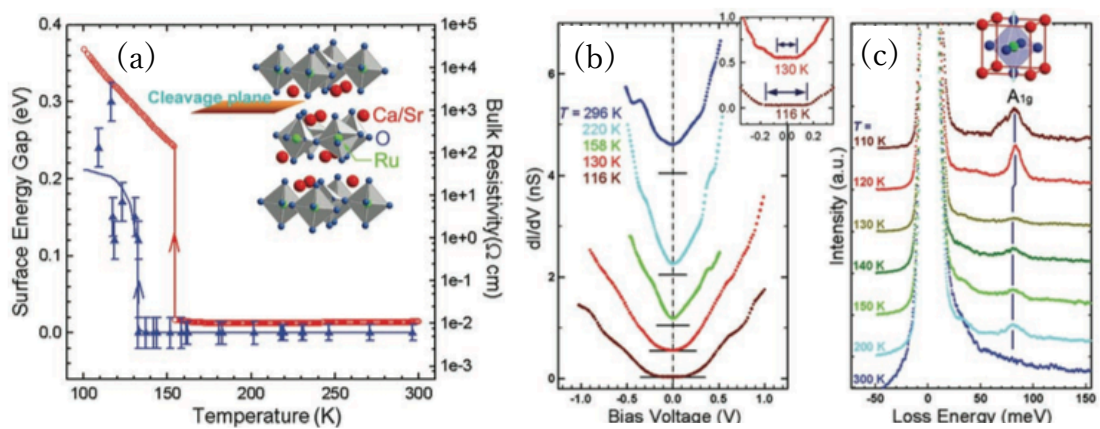 (a)
Surface Energy Gap (eV)
0.4
0.3
0.2
0.1
0.0
100 150 200 250 300
Temperature (K)
1e+5
1e+4
1e+3
1e+2
1e+1
1e+0
1e-1
1e-2
1e-3
Bulk Resistivity(Ω cm)
Cleavage plane
Ca/Sr
O
Ru
(b)
dI/dV (nS)
6
4
2
0
-1.0 -0.5 0.0 0.5 1.0
Bias Voltage (V)
T = 296 K
220 K
158 K
130 K
116 K
1.0
0.5
0.0
130 K
116 K
-0.2 0.0 0.2
(c)
Intensity (a.u.)
A1g
T =
110 K
120 K
130 K
140 K
150 K
200 K
300K
-50 0 50 100 150
Loss Energy (meV)